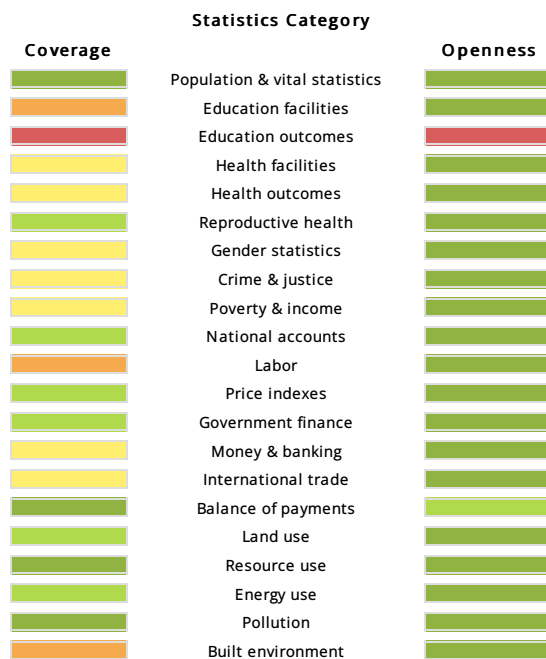 Statistics Category
Coverage
Openness
Population & vital statistics
Education facilities
Education outcomes
Health facilities
Health outcomes
Reproductive health
Gender statistics
Crime & justice
Poverty & income
National accounts
Labor
Price indexes
Government finance
Money & banking
International trade
Balance of payments
Land use
Resource use
Energy use
Pollution
Built environment